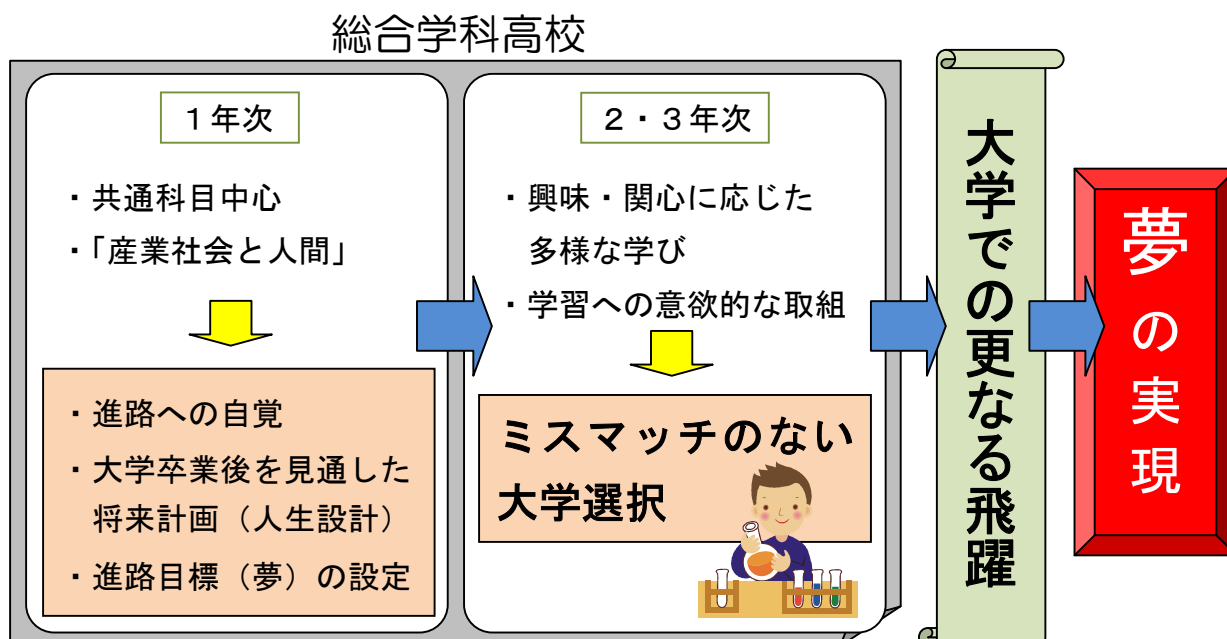 総合学科高校
１年次
・共通科目中心
・「産業社会と人間」
・進路への自覚
・大学卒業後を見通した
将来計画（人生設計）
・進路目標（夢）の設定
２・３年次
・興味・関心に応じた
多様な学び
・学習への意欲的な取組
ミスマッチのない
大学選択
大学での更なる飛躍
夢の実現